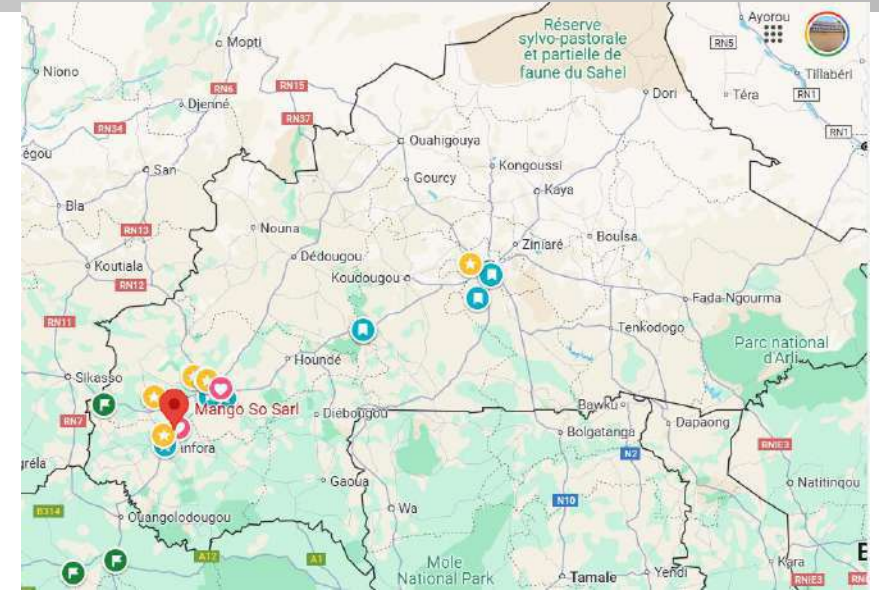 Réserve
sylvo-pastorale
et partielle de
faune du Sahel
Ayorou
RN5
Mopti
Niono
Tillabéri
RN6
RN15
Dori
Téra
RN1
Djenné
RN37
RN34
RN1
Ouahigouya
égou
San
Kongoussi
Gourcy
Kaya
Bla
Nouna
RN13
Ziniaré
Boulsa
Dédougou
Koutiala
Koudougou
RN12
Fada-Ngourma
RN11
Tenkodogo
Parc national
d'Arli
Houndé
Sikasso
Mango So Sarl
Diébougou
Bawku
RN7
Dapaong
Bolgatanga
infora
RNIE3
N2
gréla
Gaoua
Natitingou
N10
B314
Ouangolodougou
Wa
A12
A1
Mole
National Park
Kara
Tamale
Yendi
RNIE3